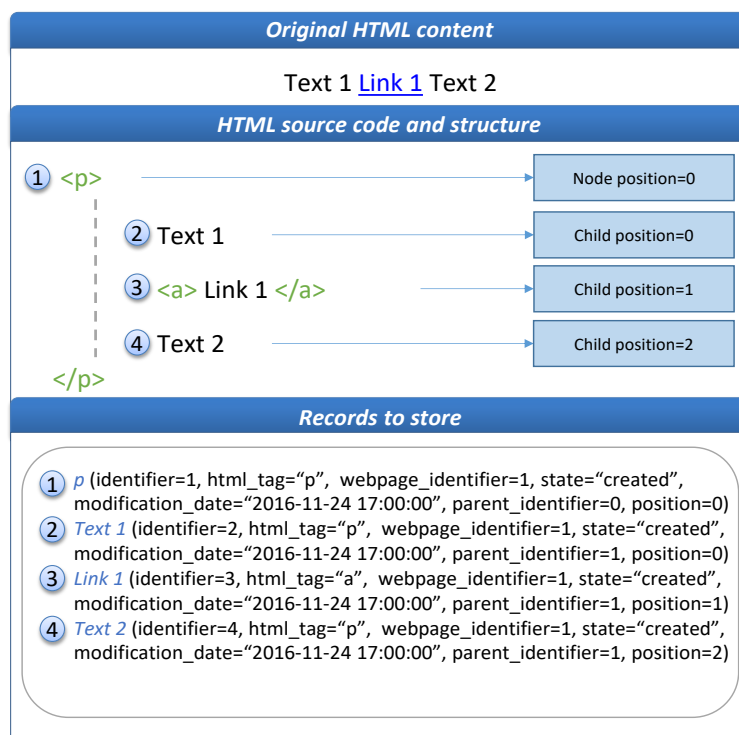 Original HTML content
Text 1 Link 1 Text 2
HTML source code and structure
1 <p> Node position=0
2 Text 1 Child position=0
3 <a> Link 1 </a> Child position=1
4 Text 2 Child position=2
</p>
Records to store
1 p (identifier=1, html_tag=“p”, webpage_identifier=1, state=“created”,
modification_date=“2016-11-24 17:00:00”, parent_identifier=0, position=0)
2 Text 1 (identifier=2, html_tag=“p”, webpage_identifier=1, state=“created”,
modification_date=“2016-11-24 17:00:00”, parent_identifier=1, position=0)
3 Link 1 (identifier=3, html_tag=“a”, webpage_identifier=1, state=“created”,
modification_date=“2016-11-24 17:00:00”, parent_identifier=1, position=1)
4 Text 2 (identifier=4, html_tag=“p”, webpage_identifier=1, state=“created”,
modification_date=“2016-11-24 17:00:00”, parent_identifier=1, position=2)